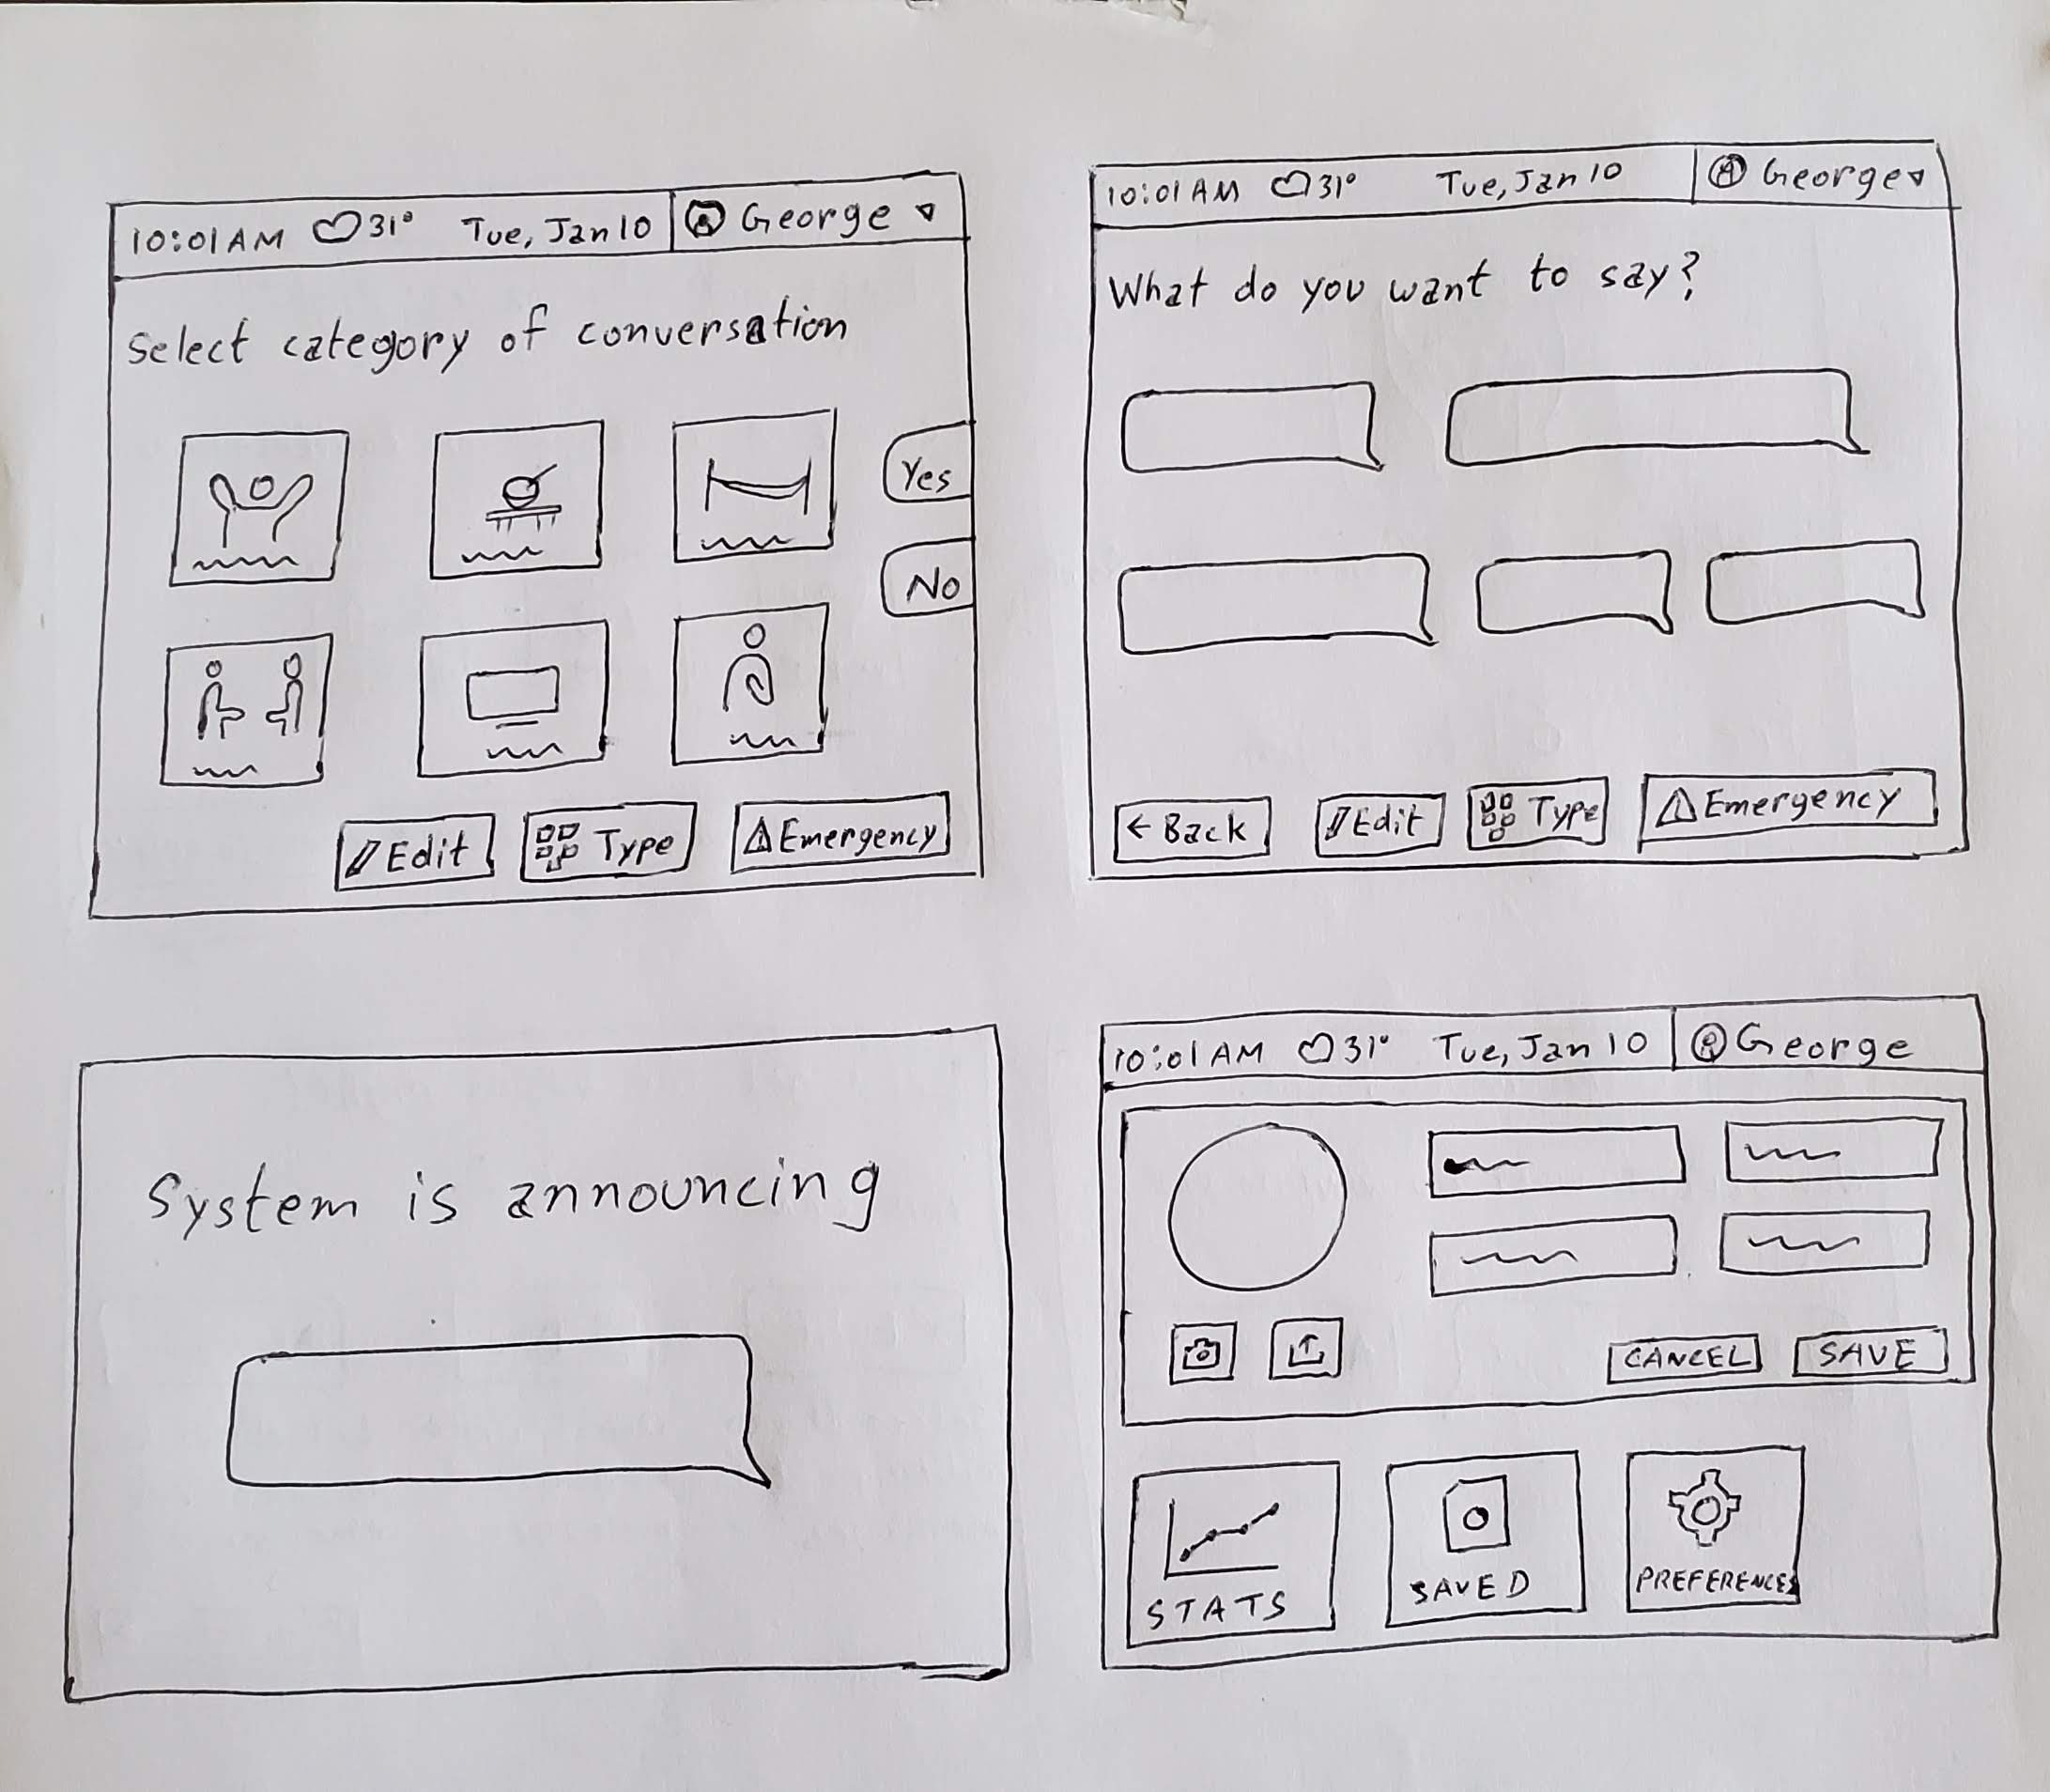 10:01 AM 31° Tue, Jan 10 George
Select category of conversation
Yes
No
Edit Type Emergency
10:01 AM 31° Tue, Jan 10 George
What do you want to say?
← Back Edit Type Emergency
System is announcing
10:01 AM 31° Tue, Jan 10 George
CANCEL SAVE
STATS SAVED PREFERENCES